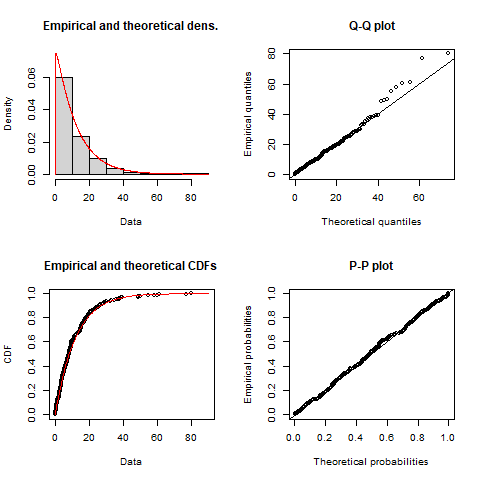 Empirical and theoretical dens.
Density
0.00 0.02 0.04 0.06
0 20 40 60 80
Data
Q-Q plot
Empirical quantiles
0 20 40 60 80
0 20 40 60
Theoretical quantiles
Empirical and theoretical CDFs
CDF
0.0 0.2 0.4 0.6 0.8 1.0
0 20 40 60 80
Data
P-P plot
Empirical probabilities
0.0 0.2 0.4 0.6 0.8 1.0
0.0 0.2 0.4 0.6 0.8 1.0
Theoretical probabilities